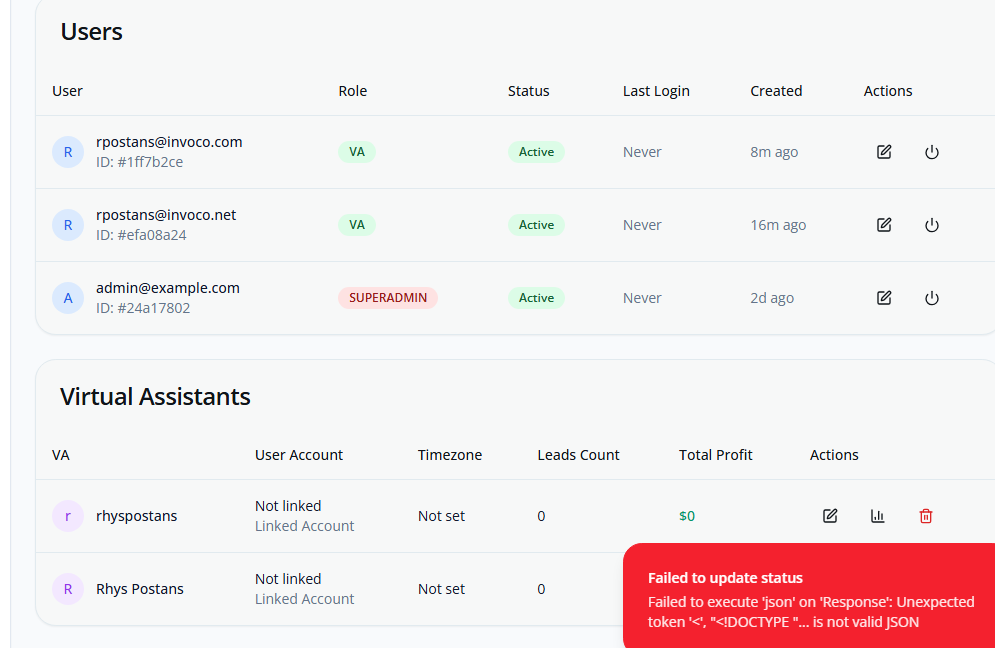 Users
User Role Status Last Login Created Actions
R rpostans@invoco.com VA Active Never 8m ago
ID: #1ff7b2ce
R rpostans@invoco.net VA Active Never 16m ago
ID: #efa08a24
A admin@example.com SUPERADMIN Active Never 2d ago
ID: #24a17802
Virtual Assistants
VA User Account Timezone Leads Count Total Profit Actions
r rhyspostans Not linked Not set 0 $0
Linked Account
R Rhys Postans Not linked Not set 0
Linked Account
Failed to update status
Failed to execute 'json' on 'Response': Unexpected
token '<', "<!DOCTYPE "... is not valid JSON